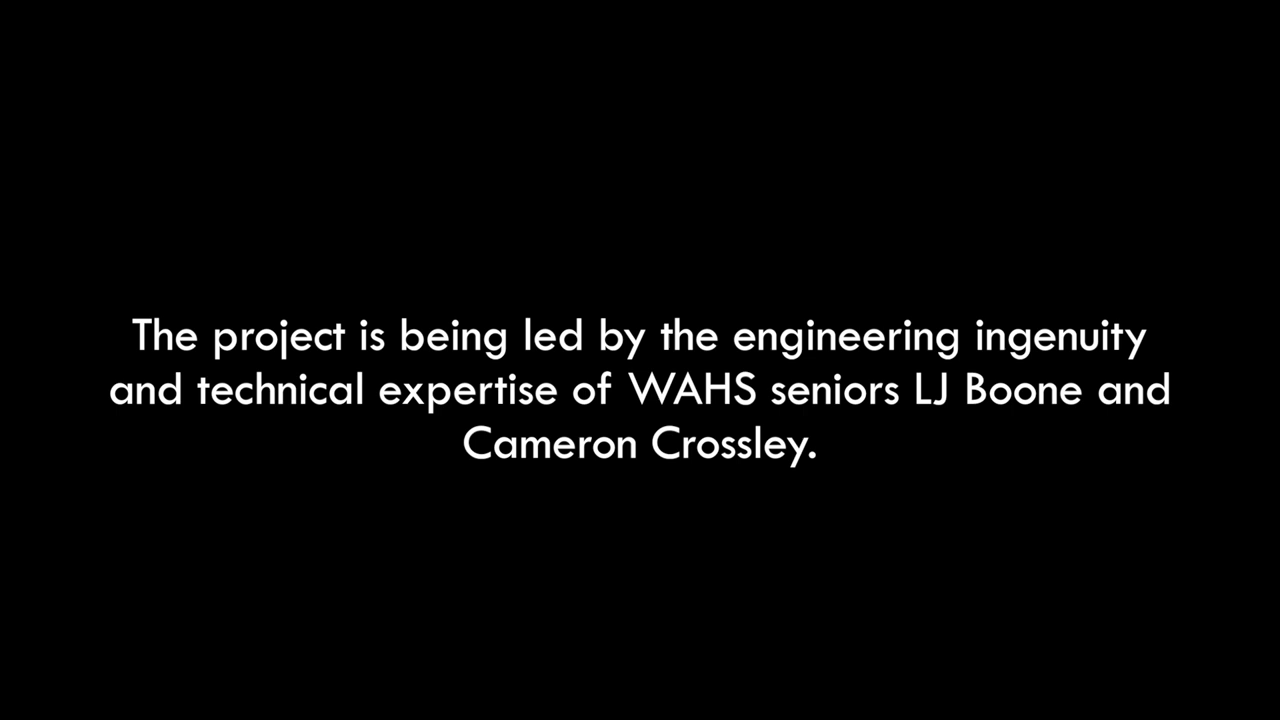 The project is being led by the engineering ingenuity
and technical expertise of WAHS seniors LJ Boone and
Cameron Crossley.